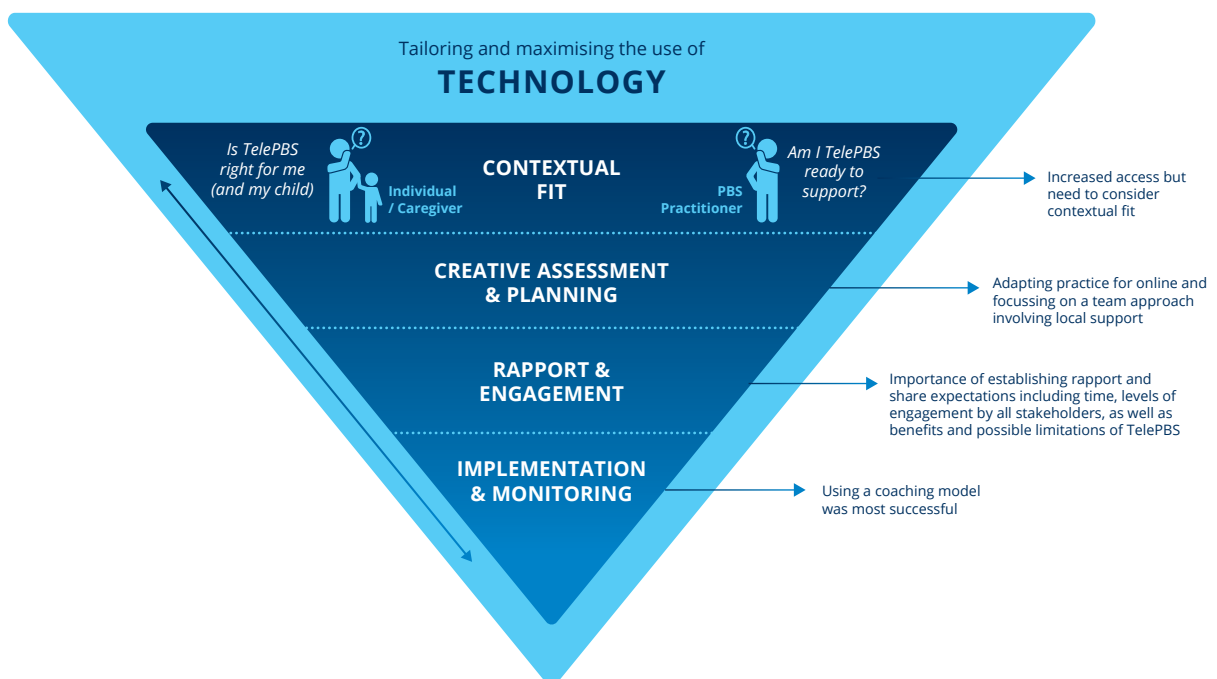 Tailoring and maximising the use of
TECHNOLOGY
Is TelePBS
right for me
(and my child)
?
Individual
/ Caregiver
CONTEXTUAL
FIT
?
PBS
Practitioner
Am I TelePBS
ready to
support?
Increased access but
need to consider
contextual fit
CREATIVE ASSESSMENT
& PLANNING
Adapting practice for online and
focussing on a team approach
involving local support
RAPPORT &
ENGAGEMENT
Importance of establishing rapport and
share expectations including time, levels of
engagement by all stakeholders, as well as
benefits and possible limitations of TelePBS
IMPLEMENTATION
& MONITORING
Using a coaching model
was most successful